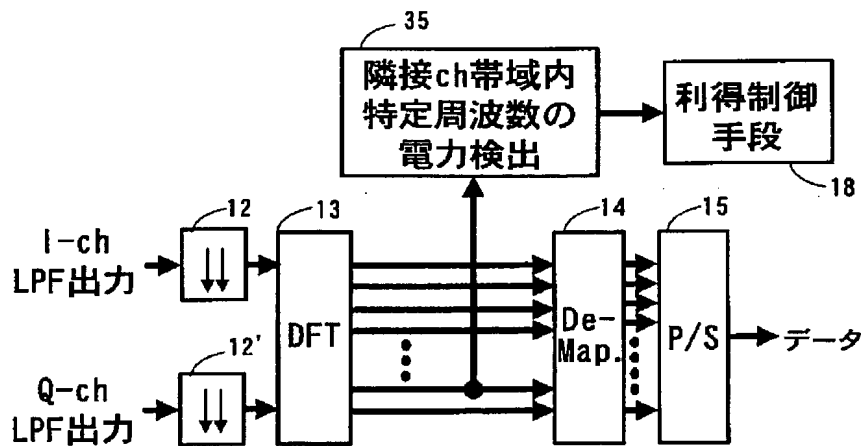 35
隣接ch帯域内
特定周波数の
電力検出
利得制御
手段
18
12
13
14
15
I-ch
LPF出力
DFT
De-
Map.
P/S
データ
12'
Q-ch
LPF出力